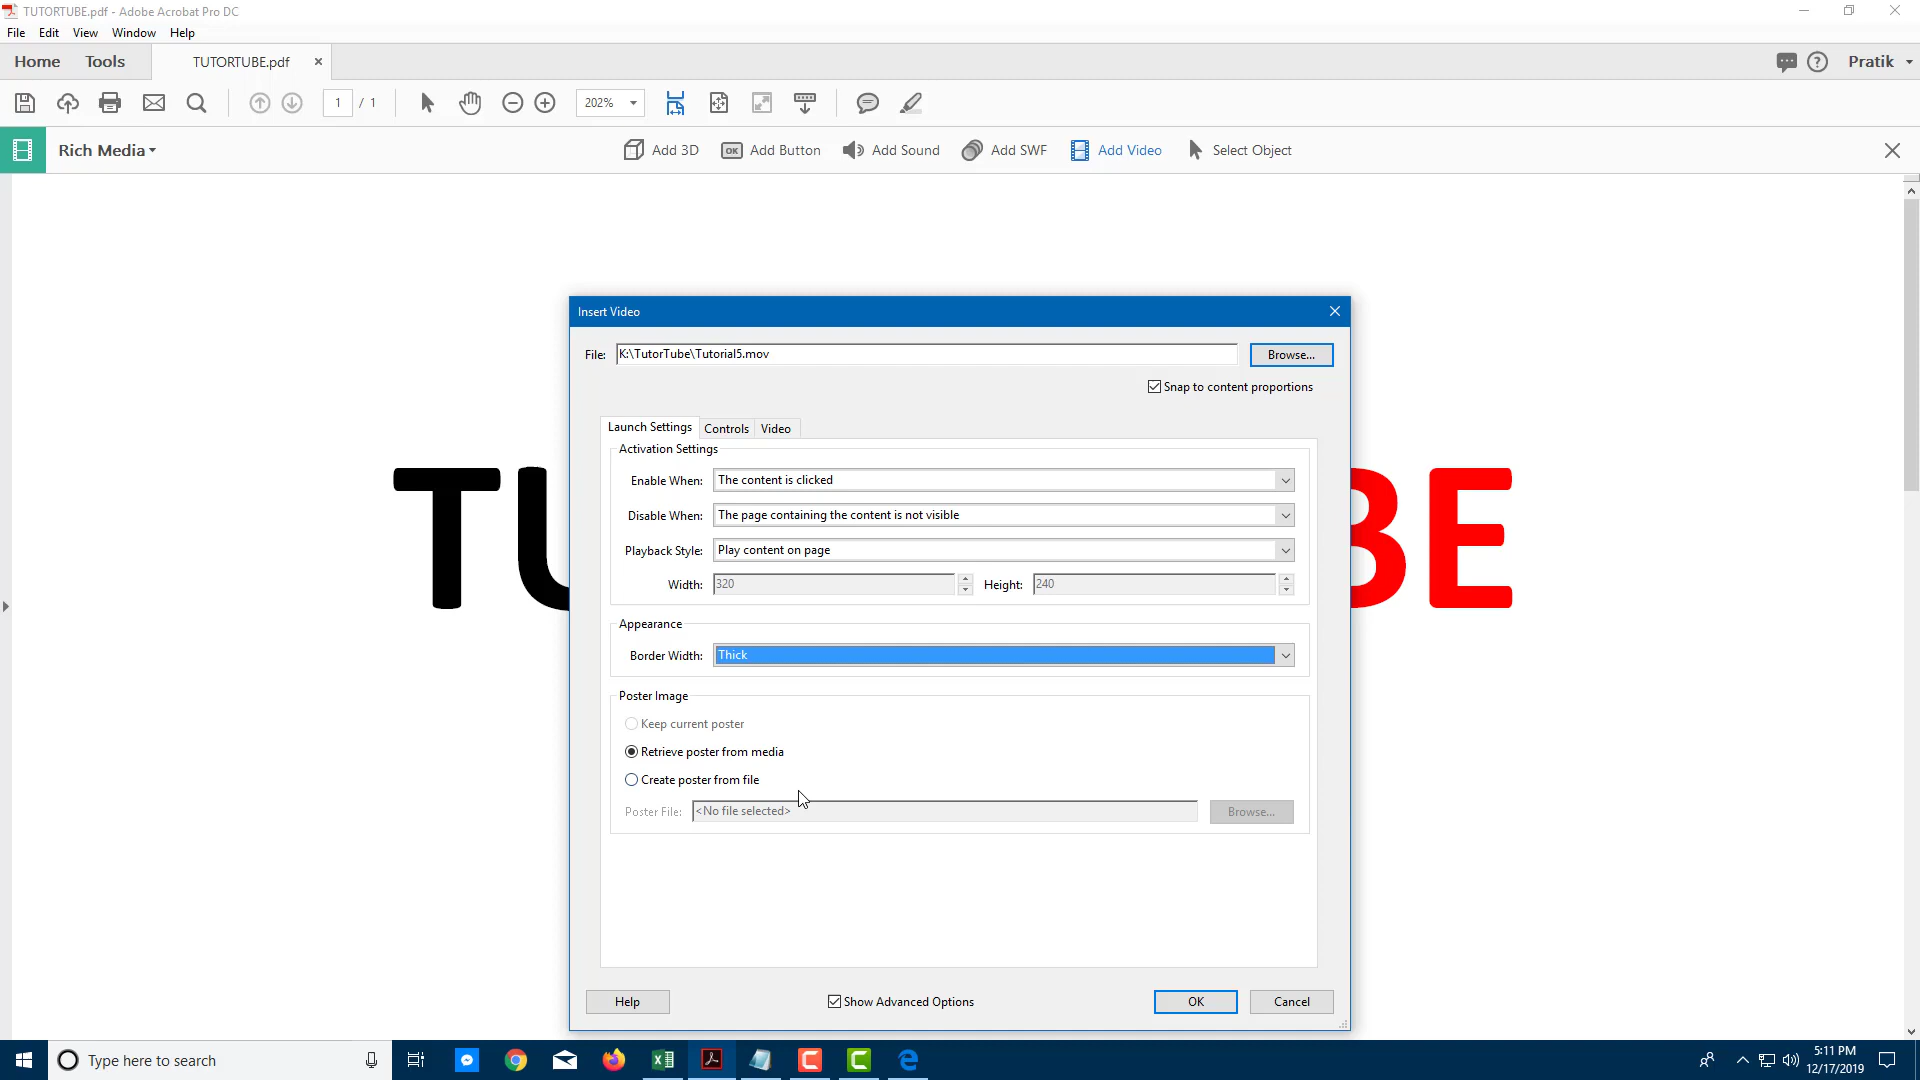 TUTORTUBE.pdf - Adobe Acrobat Pro DC
File Edit View Window Help
Home Tools TUTORTUBE.pdf Pratik
1 / 1 202%
Rich Media Add 3D OK Add Button Add Sound Add SWF Add Video Select Object
TU BE
Insert Video
File: K:\TutorTube\Tutorial5.mov Browse...
Snap to content proportions
Launch Settings Controls Video
Activation Settings
Enable When: The content is clicked
Disable When: The page containing the content is not visible
Playback Style: Play content on page
Width: 320 Height: 240
Appearance
Border Width: Thick
Poster Image
Keep current poster
Retrieve poster from media
Create poster from file
Poster File: <No file selected> Browse...
Help Show Advanced Options OK Cancel
Type here to search
5:11 PM
12/17/2019